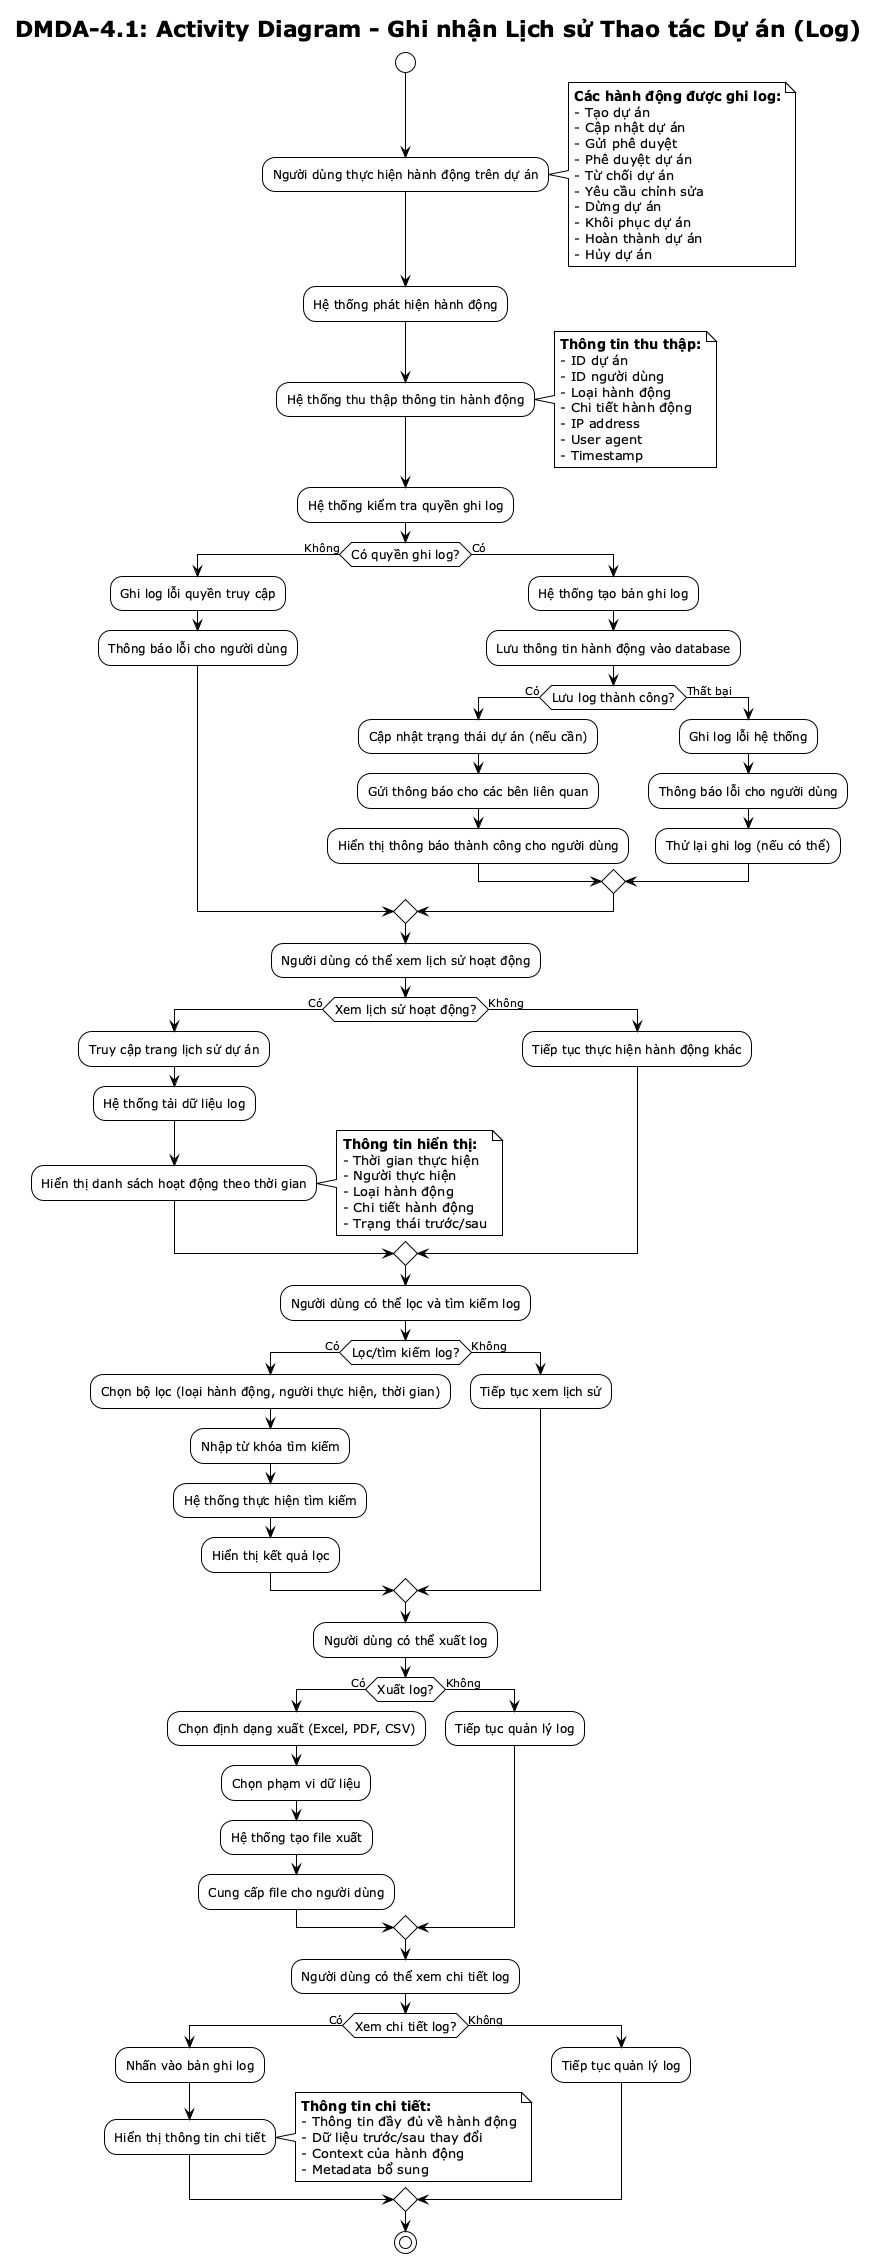 DMDA-4.1: Activity Diagram - Ghi nhận Lịch sử Thao tác Dự án (Log)
Các hành động được ghi log:
- Tạo dự án
- Cập nhật dự án
- Gửi phê duyệt
- Phê duyệt dự án
- Từ chối dự án
- Yêu cầu chỉnh sửa
- Dừng dự án
- Khôi phục dự án
- Hoàn thành dự án
- Hủy dự án
Người dùng thực hiện hành động trên dự án
Hệ thống phát hiện hành động
Thông tin thu thập:
- ID dự án
- ID người dùng
- Loại hành động
- Chi tiết hành động
- IP address
- User agent
- Timestamp
Hệ thống thu thập thông tin hành động
Hệ thống kiểm tra quyền ghi log
Không
Có quyền ghi log?
Có
Ghi log lỗi quyền truy cập
Hệ thống tạo bản ghi log
Thông báo lỗi cho người dùng
Lưu thông tin hành động vào database
Có
Lưu log thành công?
Thất bại
Cập nhật trạng thái dự án (nếu cần)
Ghi log lỗi hệ thống
Gửi thông báo cho các bên liên quan
Thông báo lỗi cho người dùng
Hiển thị thông báo thành công cho người dùng
Thử lại ghi log (nếu có thể)
Người dùng có thể xem lịch sử hoạt động
Có
Xem lịch sử hoạt động?
Không
Truy cập trang lịch sử dự án
Tiếp tục thực hiện hành động khác
Hệ thống tải dữ liệu log
Thông tin hiển thị:
- Thời gian thực hiện
- Người thực hiện
- Loại hành động
- Chi tiết hành động
- Trạng thái trước/sau
Hiển thị danh sách hoạt động theo thời gian
Người dùng có thể lọc và tìm kiếm log
Có
Lọc/tìm kiếm log?
Không
Chọn bộ lọc (loại hành động, người thực hiện, thời gian)
Tiếp tục xem lịch sử
Nhập từ khóa tìm kiếm
Hệ thống thực hiện tìm kiếm
Hiển thị kết quả lọc
Người dùng có thể xuất log
Có
Xuất log?
Không
Chọn định dạng xuất (Excel, PDF, CSV)
Tiếp tục quản lý log
Chọn phạm vi dữ liệu
Hệ thống tạo file xuất
Cung cấp file cho người dùng
Người dùng có thể xem chi tiết log
Có
Xem chi tiết log?
Không
Nhấn vào bản ghi log
Tiếp tục quản lý log
Thông tin chi tiết:
- Thông tin đầy đủ về hành động
- Dữ liệu trước/sau thay đổi
- Context của hành động
- Metadata bổ sung
Hiển thị thông tin chi tiết